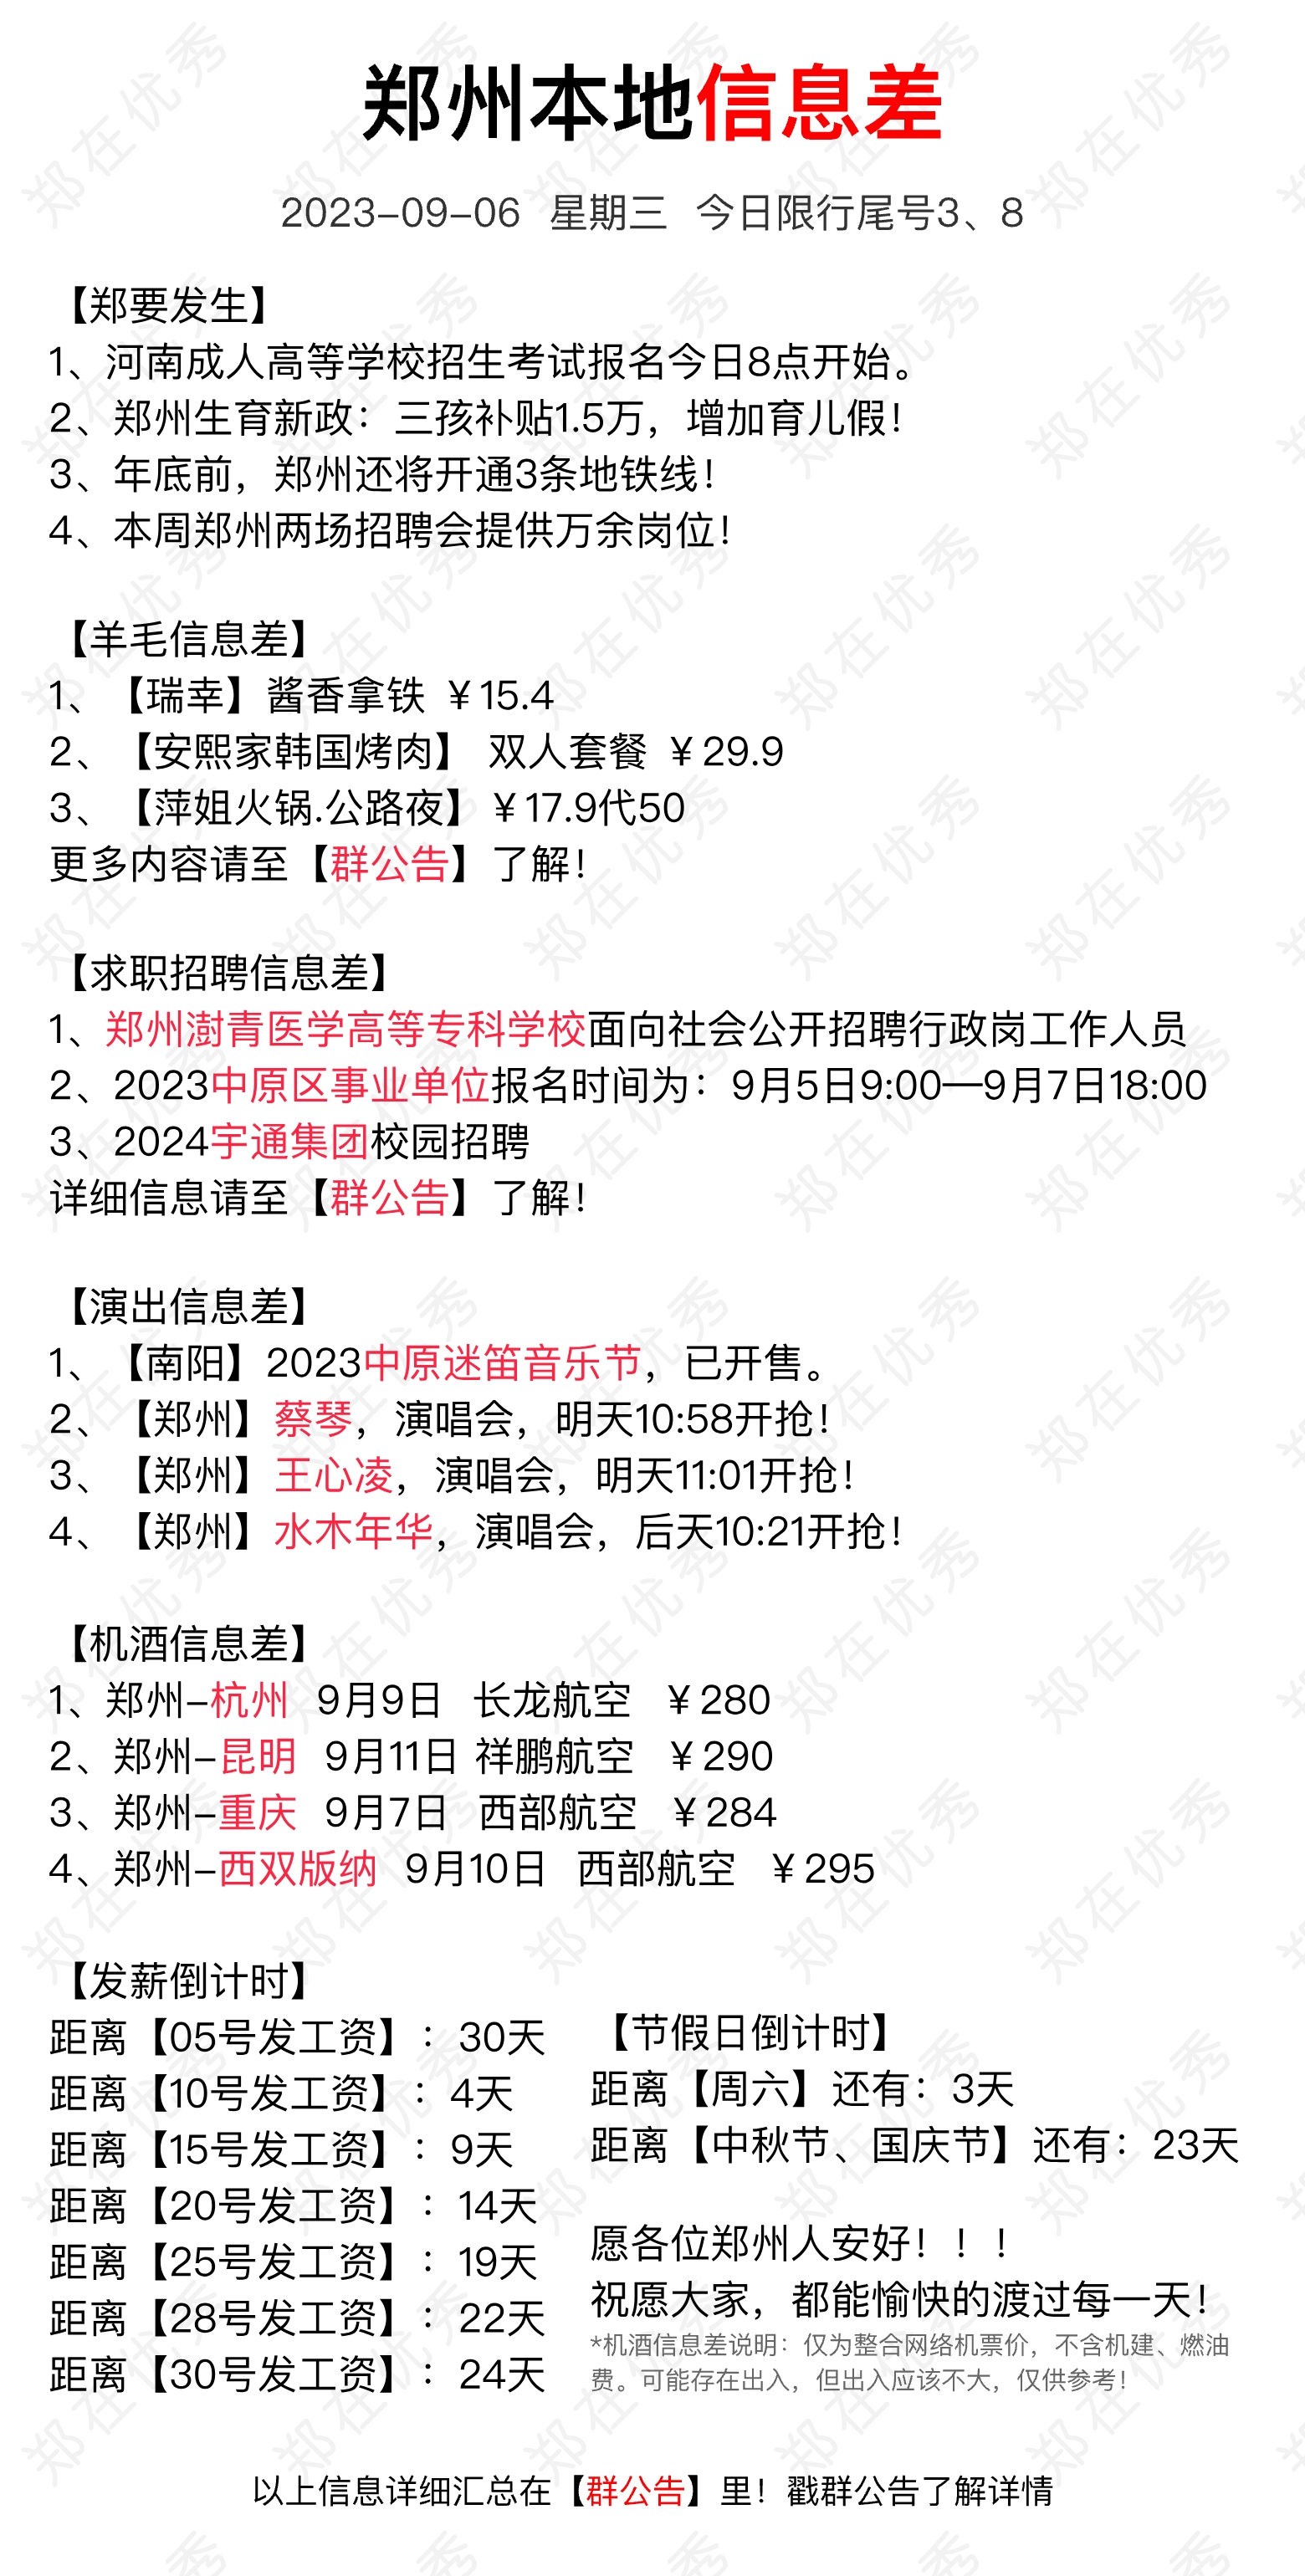 郑州本地信息差
2023-09-06 星期三 今日限行尾号3、8
【郑要发生】
1、河南成人高等学校招生考试报名今日8点开始。
2、郑州生育新政：三孩补贴1.5万，增加育儿假！
3、年底前，郑州还将开通3条地铁线！
4、本周郑州两场招聘会提供万余岗位！
【羊毛信息差】
1、【瑞幸】酱香拿铁 ￥15.4
2、【安熙家韩国烤肉】 双人套餐 ￥29.9
3、【萍姐火锅.公路夜】￥17.9代50
更多内容请至【群公告】了解！
【求职招聘信息差】
1、郑州澍青医学高等专科学校面向社会公开招聘行政岗工作人员
2、2023中原区事业单位报名时间为：9月5日9:00—9月7日18:00
3、2024宇通集团校园招聘
详细信息请至【群公告】了解！
【演出信息差】
1、【南阳】2023中原迷笛音乐节，已开售。
2、【郑州】蔡琴，演唱会，明天10:58开抢！
3、【郑州】王心凌，演唱会，明天11:01开抢！
4、【郑州】水木年华，演唱会，后天10:21开抢！
【机酒信息差】
1、郑州-杭州 9月9日 长龙航空 ￥280
2、郑州-昆明 9月11日 祥鹏航空 ￥290
3、郑州-重庆 9月7日 西部航空 ￥284
4、郑州-西双版纳 9月10日 西部航空 ￥295
【发薪倒计时】
距离【05号发工资】：30天
距离【10号发工资】：4天
距离【15号发工资】：9天
距离【20号发工资】：14天
距离【25号发工资】：19天
距离【28号发工资】：22天
距离【30号发工资】：24天
【节假日倒计时】
距离【周六】还有：3天
距离【中秋节、国庆节】还有：23天
愿各位郑州人安好！！！
祝愿大家，都能愉快的渡过每一天！
*机酒信息差说明：仅为整合网络机票价，不含机建、燃油
费。可能存在出入，但出入应该不大，仅供参考！
以上信息详细汇总在【群公告】里！戳群公告了解详情
郑在优秀